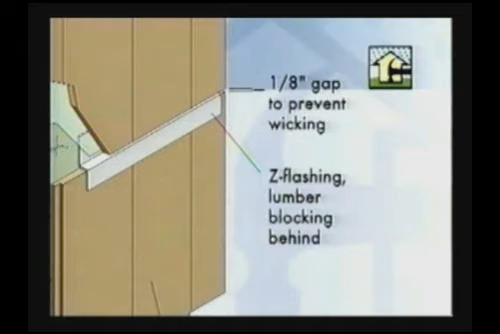 1/8" gap
to prevent
wicking
Z-flashing,
lumber
blocking
behind